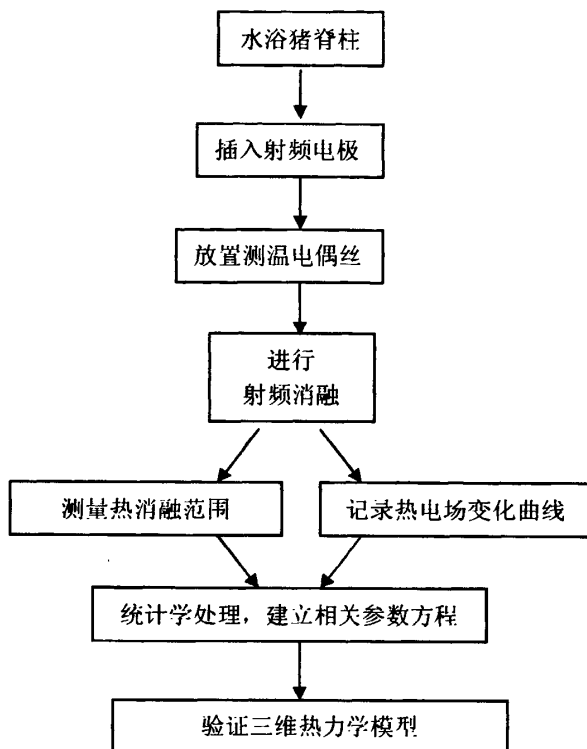 水浴猪脊柱
插入射频电极
放置测温电偶丝
进行
射频消融
测量热消融范围
记录热电场变化曲线
统计学处理，建立相关参数方程
验证三维热力学模型